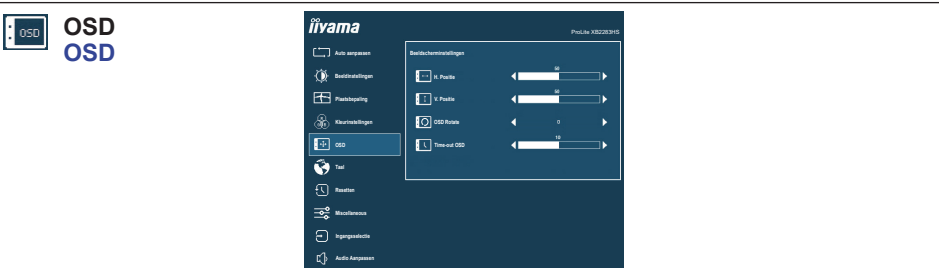 OSD
OSD
OSD
iiyama
ProLite XB2283HS
Auto aanpassen
Beeldinstellingen
Plaatsbepaling
Kleurinstellingen
OSD
Taal
Resetten
Miscellaneous
Ingangsselectie
Audio Aanpassen
Beeldscherminstellingen
H. Positie
50
V. Positie
50
OSD Rotate
0
Time-out OSD
10